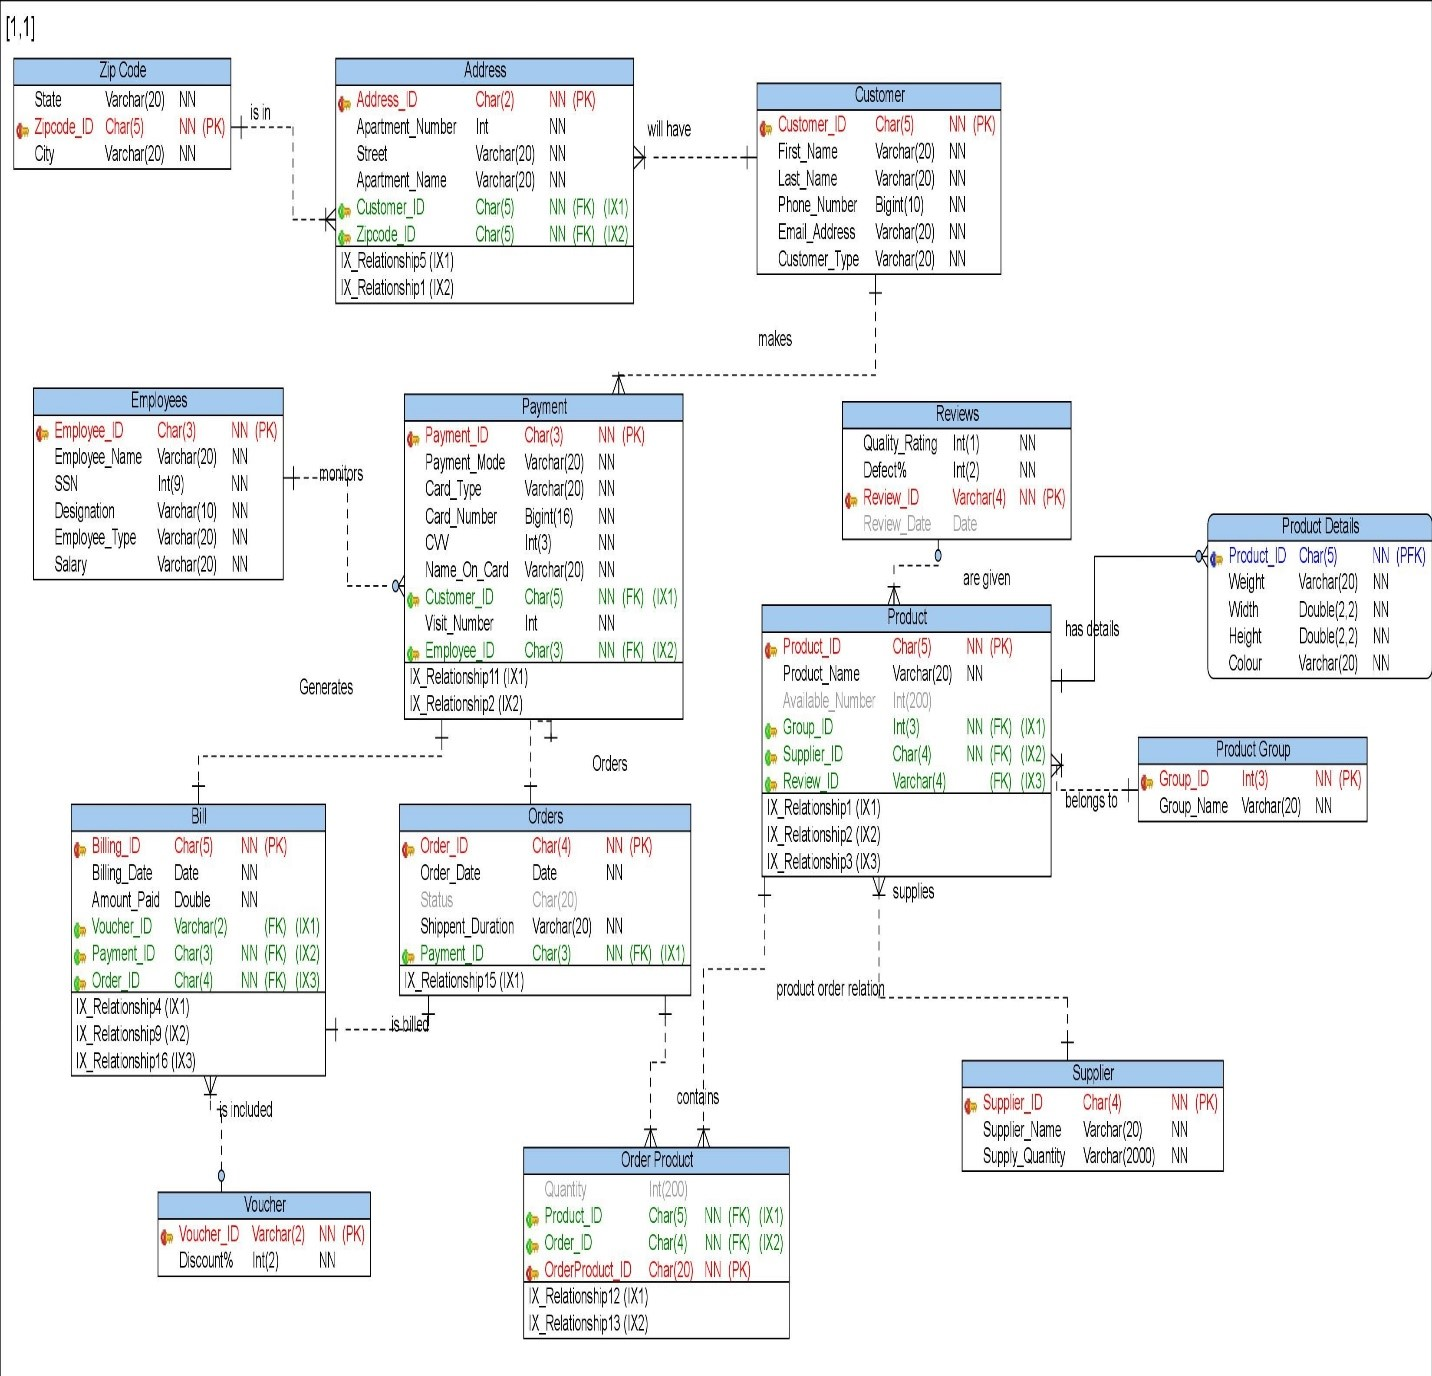 [1,1]
Zip Code
State Varchar(20) NN
Zipcode_ID Char(5) NN (PK)
City Varchar(20) NN
is in
Address
Address_ID Char(2) NN (PK)
Apartment_Number Int NN
Street Varchar(20) NN
Apartment_Name Varchar(20) NN
Customer_ID Char(5) NN (FK) (IX1)
Zipcode_ID Char(5) NN (FK) (IX2)
IX_Relationship5 (IX1)
IX_Relationship1 (IX2)
will have
Customer
Customer_ID Char(5) NN (PK)
First_Name Varchar(20) NN
Last_Name Varchar(20) NN
Phone_Number Bigint(10) NN
Email_Address Varchar(20) NN
Customer_Type Varchar(20) NN
makes
Employees
Employee_ID Char(3) NN (PK)
Employee_Name Varchar(20) NN
SSN Int(9) NN
Designation Varchar(10) NN
Employee_Type Varchar(20) NN
Salary Varchar(20) NN
monitors
Payment
Payment_ID Char(3) NN (PK)
Payment_Mode Varchar(20) NN
Card_Type Varchar(20) NN
Card_Number Bigint(16) NN
CVV Int(3) NN
Name_On_Card Varchar(20) NN
Customer_ID Char(5) NN (FK) (IX1)
Visit_Number Int NN
Employee_ID Char(3) NN (FK) (IX2)
IX_Relationship11 (IX1)
IX_Relationship2 (IX2)
Reviews
Quality_Rating Int(1) NN
Defect% Int(2) NN
Review_ID Varchar(4) NN (PK)
Review_Date Date
are given
Product Details
Product_ID Char(5) NN (PFK)
Weight Varchar(20) NN
Width Double(2,2) NN
Height Double(2,2) NN
Colour Varchar(20) NN
has details
Product
Product_ID Char(5) NN (PK)
Product_Name Varchar(20) NN
Available_Number Int(200)
Group_ID Int(3) NN (FK) (IX1)
Supplier_ID Char(4) NN (FK) (IX2)
Review_ID Varchar(4) (FK) (IX3)
IX_Relationship1 (IX1)
IX_Relationship2 (IX2)
IX_Relationship3 (IX3)
Product Group
Group_ID Int(3) NN (PK)
Group_Name Varchar(20) NN
belongs to
Generates
Orders
Bill
Billing_ID Char(5) NN (PK)
Billing_Date Date NN
Amount_Paid Double NN
Voucher_ID Varchar(2) (FK) (IX1)
Payment_ID Char(3) NN (FK) (IX2)
Order_ID Char(4) NN (FK) (IX3)
IX_Relationship4 (IX1)
IX_Relationship9 (IX2)
IX_Relationship16 (IX3)
Orders
Order_ID Char(4) NN (PK)
Order_Date Date NN
Status Char(20)
Shippent_Duration Varchar(20) NN
Payment_ID Char(3) NN (FK) (IX1)
IX_Relationship15 (IX1)
supplies
product order relation
is billed
contains
is included
Supplier
Supplier_ID Char(4) NN (PK)
Supplier_Name Varchar(20) NN
Supply_Quantity Varchar(2000) NN
Order Product
Quantity Int(200)
Product_ID Char(5) NN (FK) (IX1)
Order_ID Char(4) NN (FK) (IX2)
OrderProduct_ID Char(20) NN (PK)
IX_Relationship12 (IX1)
IX_Relationship13 (IX2)
Voucher
Voucher_ID Varchar(2) NN (PK)
Discount% Int(2) NN